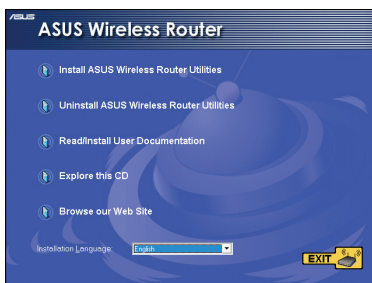 ASUS
ASUS Wireless Router
Install ASUS Wireless Router Utilities
Uninstall ASUS Wireless Router Utilities
Read/Install User Documentation
Explore this CD
Browse our Web Site
Installation Language: English
EXIT